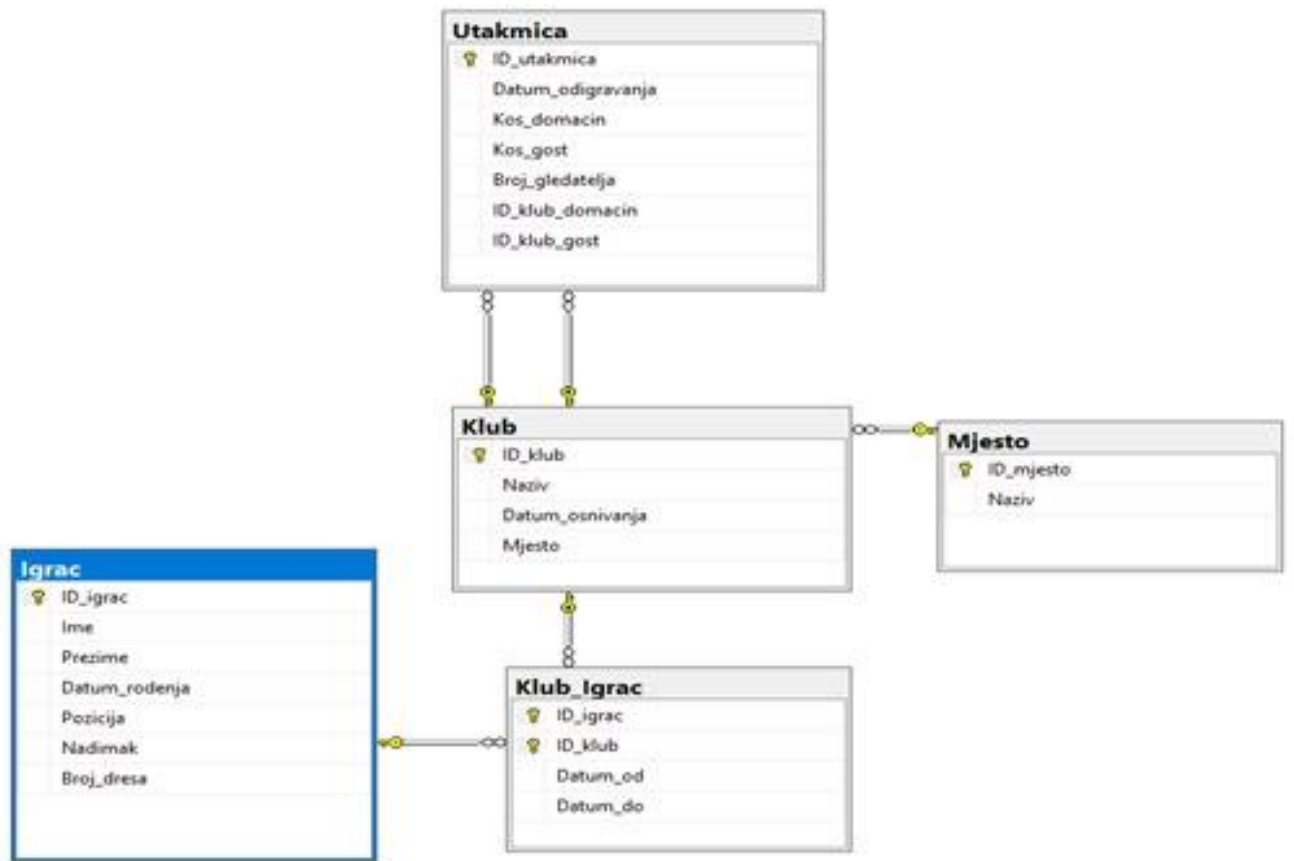 Utakmica
ID_utakmica
Datum_odigravanja
Kos_domacin
Kos_gost
Broj_gledatelja
ID_klub_domacin
ID_klub_gost
Klub
ID_klub
Naziv
Datum_osnivanja
Mjesto
Mjesto
ID_mjesto
Naziv
Igrac
ID_igrac
Ime
Prezime
Datum_rodenja
Pozicija
Nadimak
Broj_dresa
Klub_Igrac
ID_igrac
ID_klub
Datum_od
Datum_do